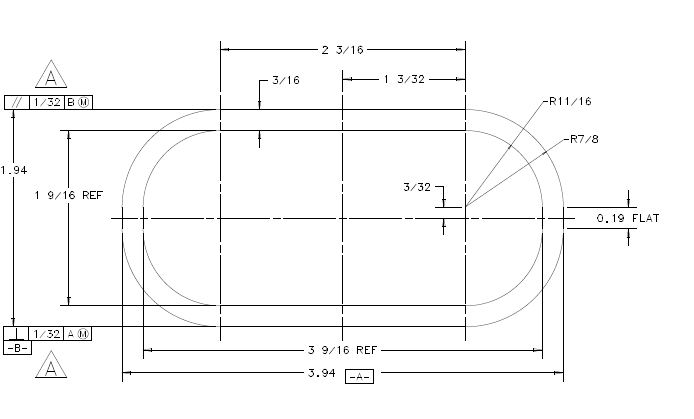 2 3/16
A
3/16
1 3/32
// 1/32 B Ⓜ
R11/16
R7/8
1.94
1 9/16 REF
3/32
0.19 FLAT
⊥ 1/32 A Ⓜ
-B-
A
3 9/16 REF
3.94
-A-